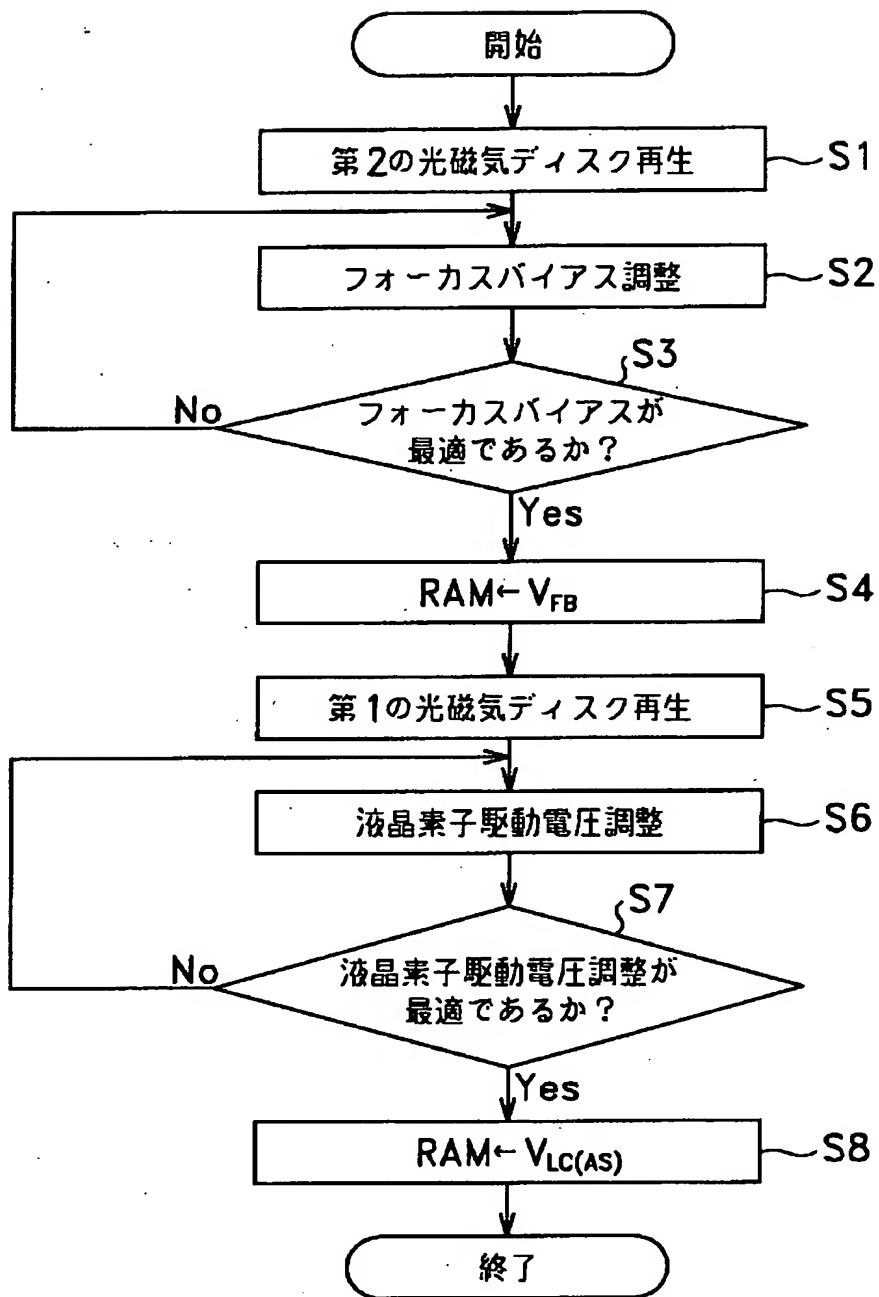 開始
第2の光磁気ディスク再生
S1
フォーカスバイアス調整
S2
S3
フォーカスバイアスが
最適であるか？
No
Yes
RAM←VFB
S4
第1の光磁気ディスク再生
S5
液晶素子駆動電圧調整
S6
S7
液晶素子駆動電圧調整が
最適であるか？
No
Yes
RAM←VLC(AS)
S8
終了